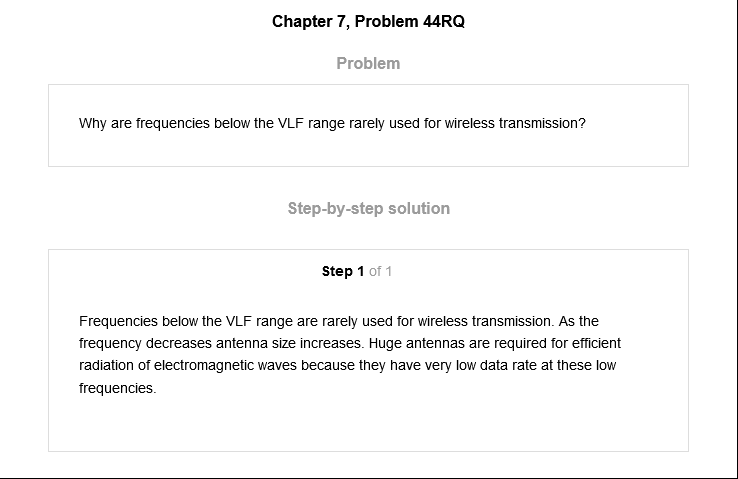 Chapter 7, Problem 44RQ
Problem
Why are frequencies below the VLF range rarely used for wireless transmission?
Step-by-step solution
Step 1 of 1
Frequencies below the VLF range are rarely used for wireless transmission. As the
frequency decreases antenna size increases. Huge antennas are required for efficient
radiation of electromagnetic waves because they have very low data rate at these low
frequencies.